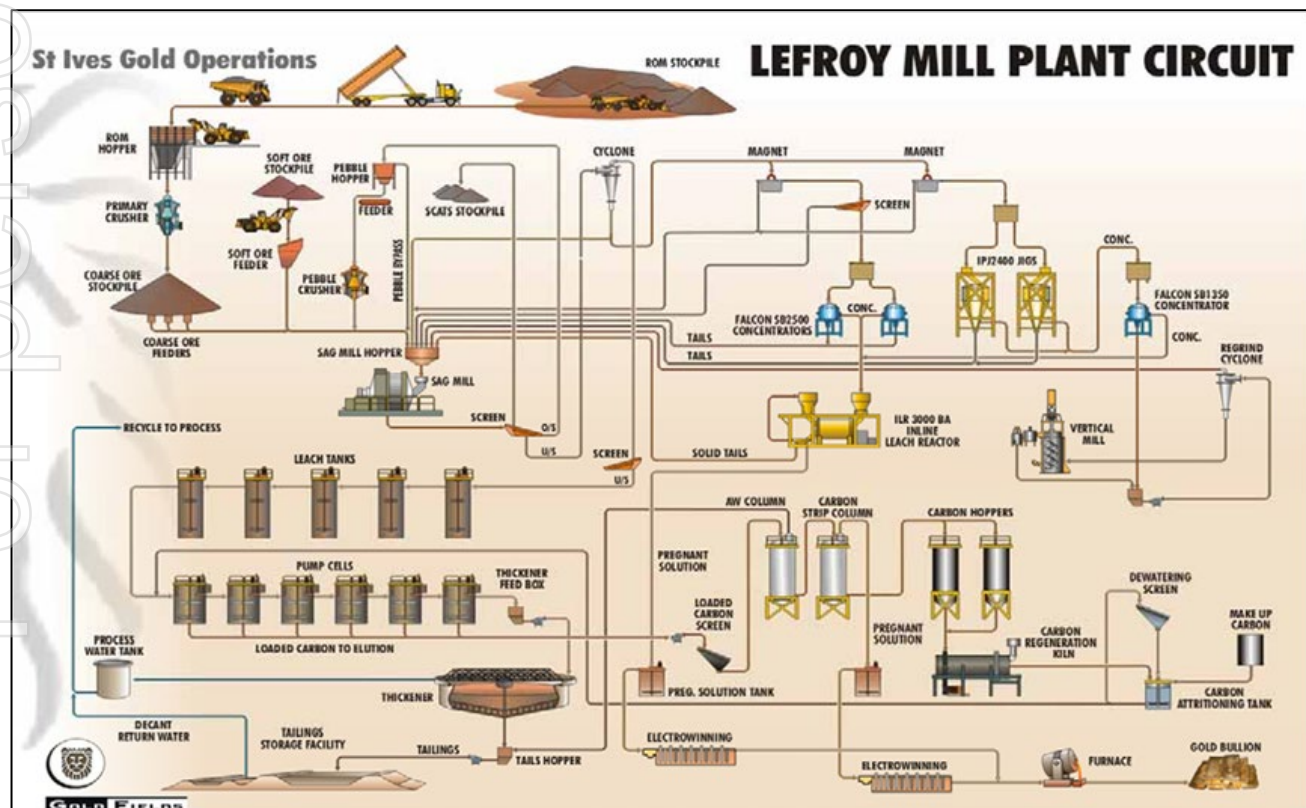 St Ives Gold Operations
LEFROY MILL PLANT CIRCUIT
ROM STOCKPILE
ROM
HOPPER
SOFT ORE
STOCKPILE
PEBBLE
HOPPER
CYCLONE
MAGNET
MAGNET
FEEDER
SCATS STOCKPILE
SCREEN
PRIMARY
CRUSHER
SOFT ORE
FEEDER
PEBBLE
CRUSHER
PEBBLE BYPASS
CONC.
IPJ2400 JIGS
COARSE ORE
STOCKPILE
FALCON SB2500
CONCENTRATORS
CONC.
FALCON SB1350
CONCENTRATOR
CONC.
TAILS
TAILS
COARSE ORE
FEEDERS
SAG MILL HOPPER
REGRIND
CYCLONE
SAG MILL
SCREEN
O/S
U/S
ILR 3000 BA
INLINE
LEACH REACTOR
VERTICAL
MILL
RECYCLE TO PROCESS
SOLID TAILS
SCREEN
U/S
LEACH TANKS
AW COLUMN
CARBON
STRIP COLUMN
CARBON HOPPERS
PREGNANT
SOLUTION
PUMP CELLS
THICKENER
FEED BOX
DEWATERING
SCREEN
LOADED
CARBON
SCREEN
MAKE UP
CARBON
PREGNANT
SOLUTION
CARBON
REGENERATION
KILN
PROCESS
WATER TANK
LOADED CARBON TO ELUTION
THICKENER
PREG. SOLUTION TANK
CARBON
ATTRITIONING TANK
DECANT
RETURN WATER
TAILINGS
STORAGE FACILITY
TAILINGS
TAILS HOPPER
ELECTROWINNING
ELECTROWINNING
FURNACE
GOLD BULLION
GOLD FIELDS